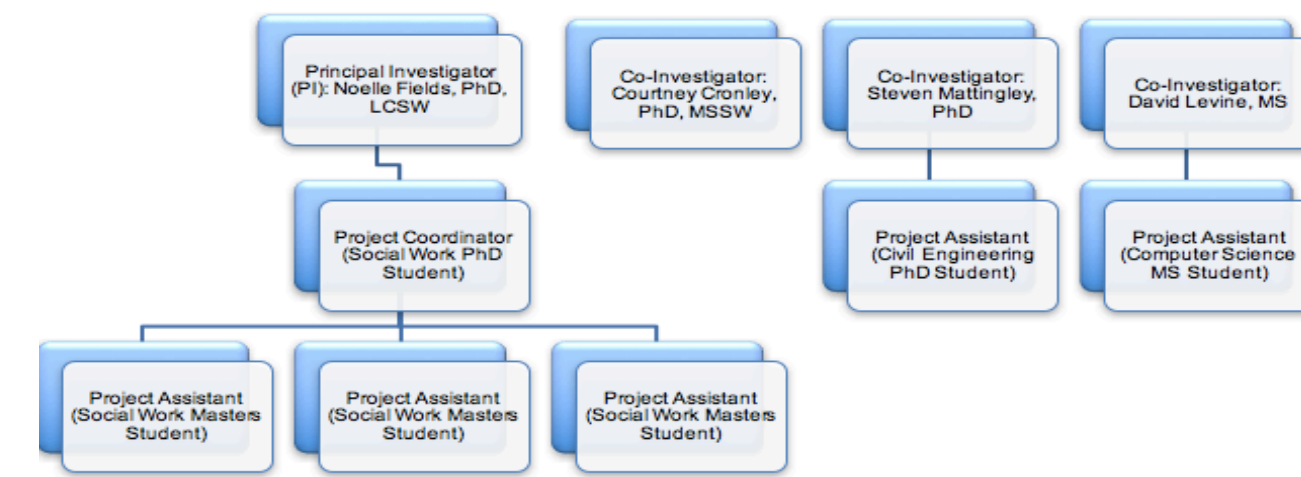 Principal Investigator
(PI): Noelle Fields, PhD,
LCSW
Co-Investigator:
Courtney Cronley,
PhD, MSSW
Co-Investigator:
Steven Mattingley,
PhD
Co-Investigator:
David Levine, MS
Project Coordinator
(Social Work PhD
Student)
Project Assistant
(Civil Engineering
PhD Student)
Project Assistant
(Computer Science
MS Student)
Project Assistant
(Social Work Masters
Student)
Project Assistant
(Social Work Masters
Student)
Project Assistant
(Social Work Masters
Student)